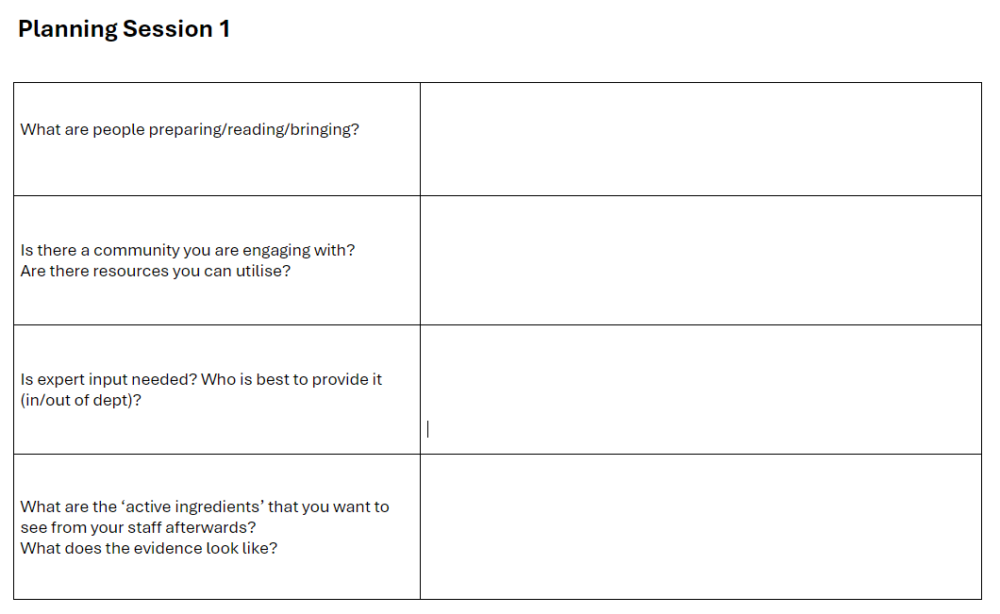 Planning Session 1
What are people preparing/reading/bringing?
Is there a community you are engaging with?
Are there resources you can utilise?
Is expert input needed? Who is best to provide it
(in/out of dept)?
What are the ‘active ingredients’ that you want to
see from your staff afterwards?
What does the evidence look like?